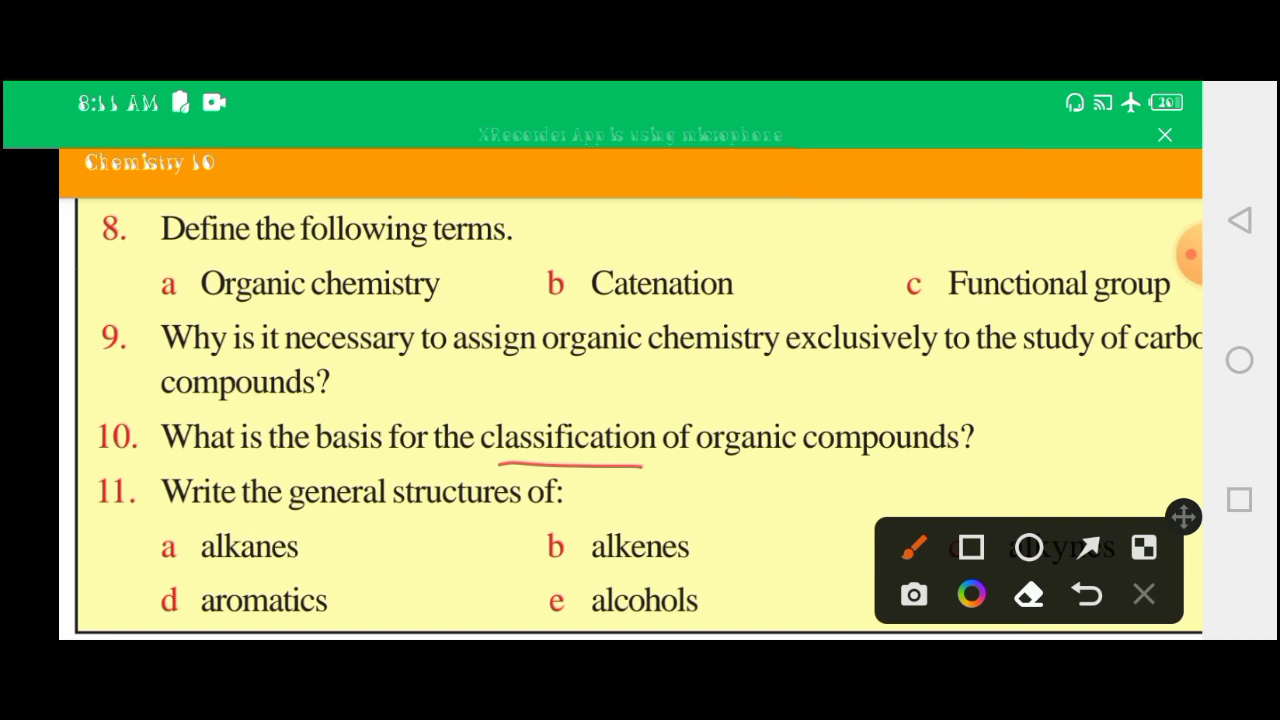 8:11 AM
20
XRecorder App is using microphone
Chemistry 10
8. Define the following terms.
a Organic chemistry b Catenation c Functional group
9. Why is it necessary to assign organic chemistry exclusively to the study of carbo
compounds?
10. What is the basis for the classification of organic compounds?
11. Write the general structures of:
a alkanes b alkenes c alkynes
d aromatics e alcohols